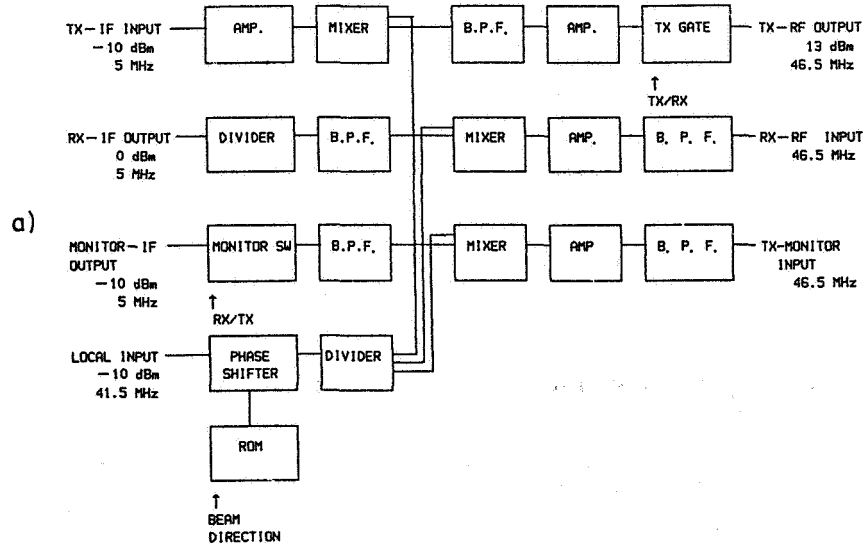 TX-IF INPUT
-10 dBm
5 MHz
AMP.
MIXER
B.P.F.
AMP.
TX GATE
TX-RF OUTPUT
13 dBm
46.5 MHz
↑
TX/RX
RX-IF OUTPUT
0 dBm
5 MHz
DIVIDER
B.P.F.
MIXER
AMP.
B. P. F.
RX-RF INPUT
46.5 MHz
a)
MONITOR-IF
OUTPUT
-10 dBm
5 MHz
MONITOR SW
B.P.F.
MIXER
AMP
B. P. F.
TX-MONITOR
INPUT
46.5 MHz
↑
RX/TX
LOCAL INPUT
-10 dBm
41.5 MHz
PHASE
SHIFTER
DIVIDER
ROM
↑
BEAM
DIRECTION